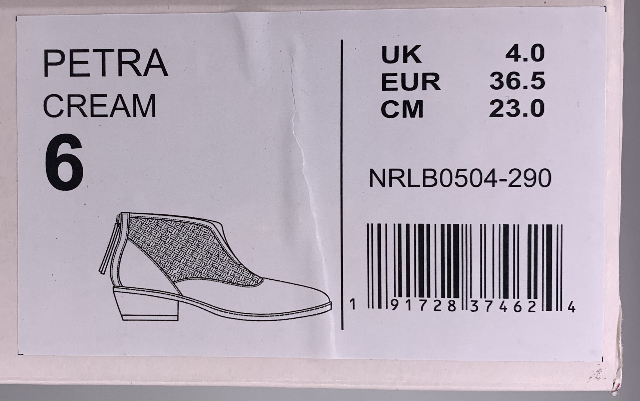 PETRA
CREAM
6
UK 4.0
EUR 36.5
CM 23.0
NRLB0504-290
1 91728 37462 4